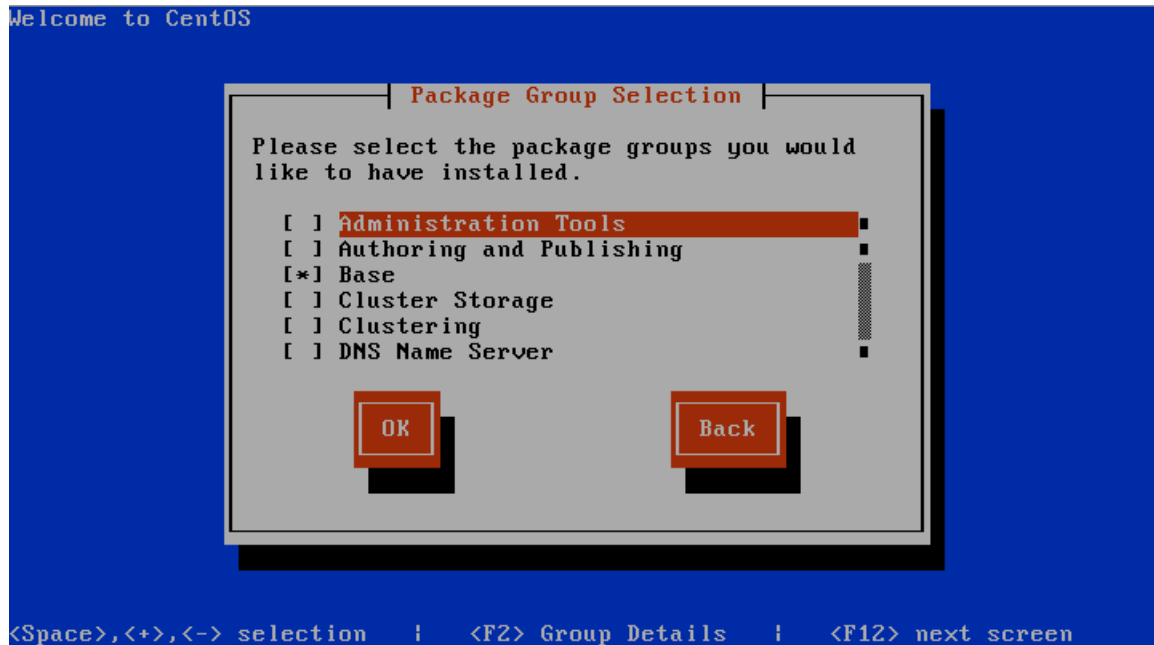 Welcome to CentOS
Package Group Selection
Please select the package groups you would
like to have installed.
[ ] Administration Tools
[ ] Authoring and Publishing
[*] Base
[ ] Cluster Storage
[ ] Clustering
[ ] DNS Name Server
OK Back
<Space>,<+>,<-> selection | <F2> Group Details | <F12> next screen